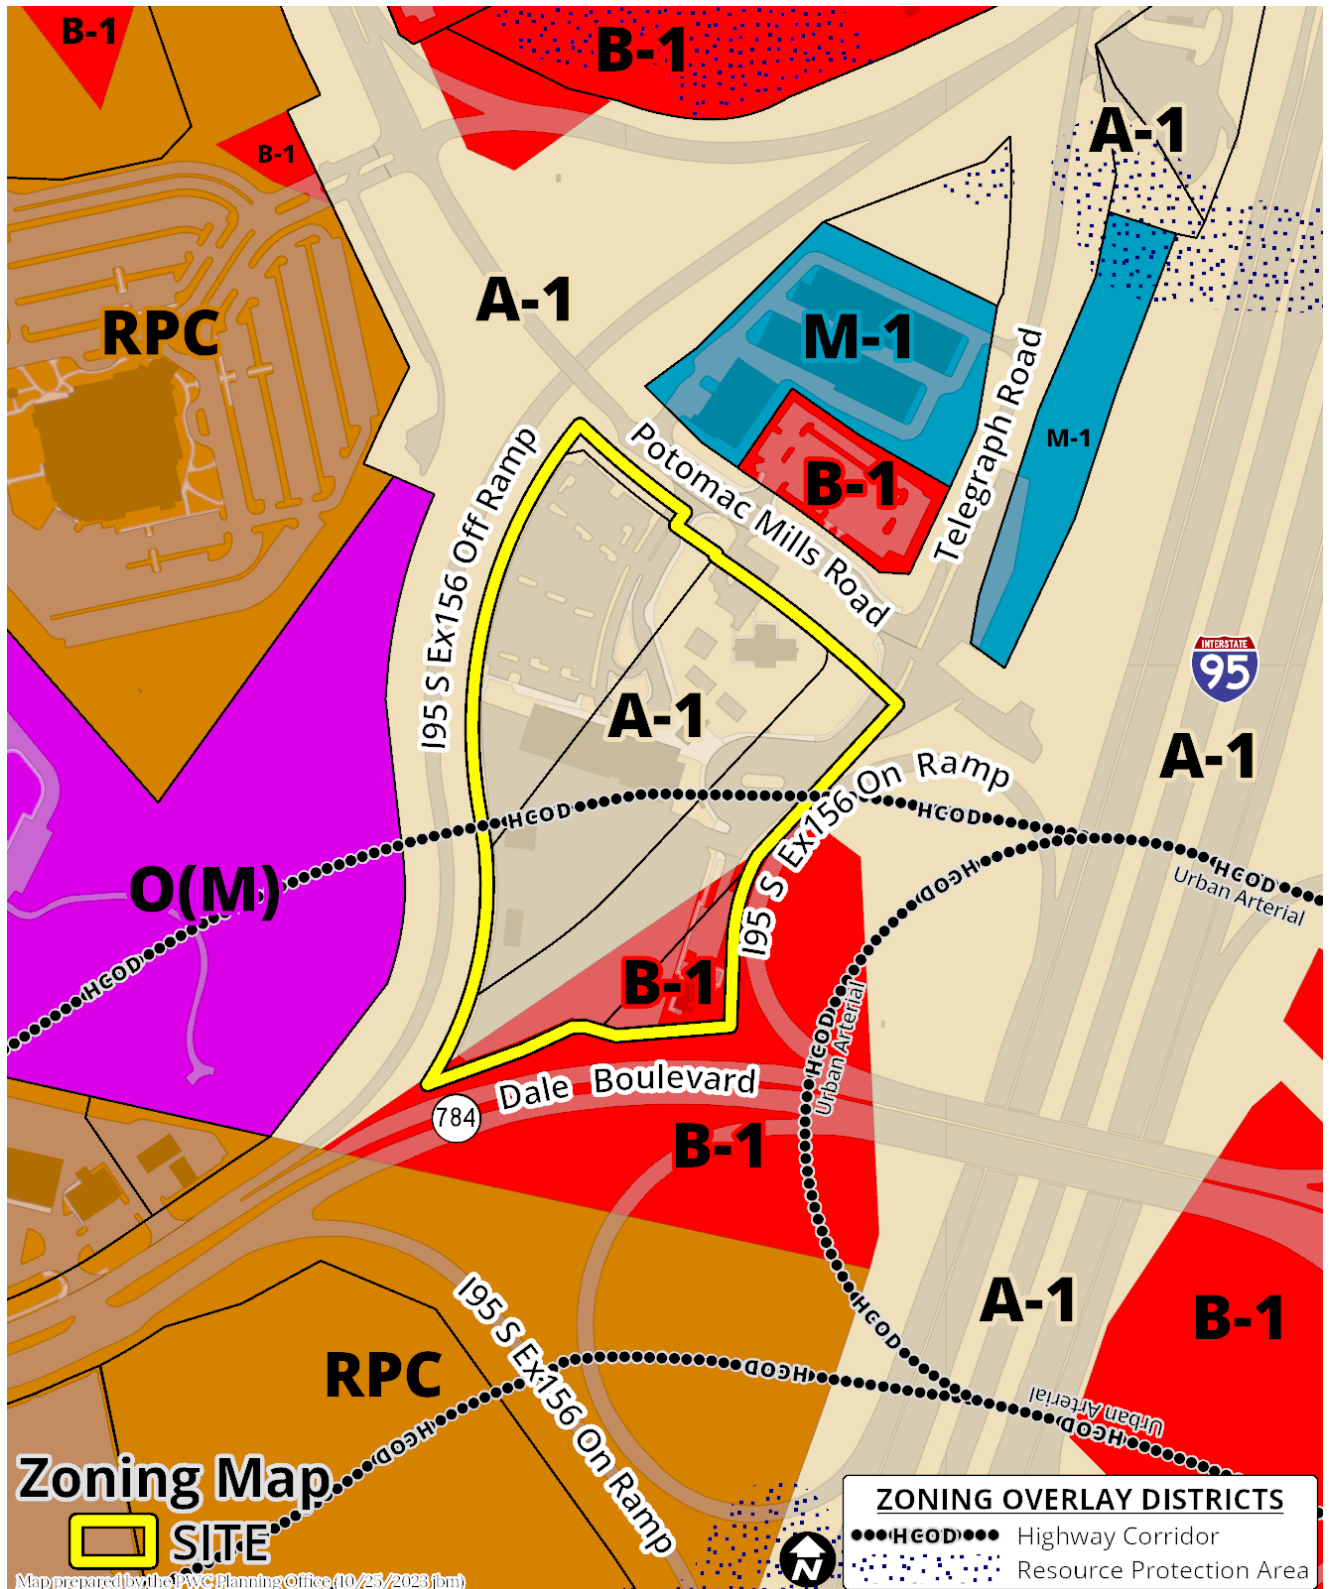 B-1
B-1
B-1
A-1
RPC
A-1
M-1
Telegraph Road
M-1
I95 S Ex156 Off Ramp
Potomac Mills Road
B-1
INTERSTATE
95
A-1
A-1
I95 S Ex156 On Ramp
HCOD
HCOD
HCOD
HCOD
Urban Arterial
O(M)
HCOD
B-1
HCOD
Urban Arterial
Dale Boulevard
784
B-1
A-1
B-1
HCOD
I95 S Ex156 On Ramp
RPC
HCOD
HCOD
Urban Arterial
HCOD
Zoning Map
SITE
Map prepared by the PWC Planning Office (10/25/2023 jbm)
N
ZONING OVERLAY DISTRICTS
HCOD Highway Corridor
Resource Protection Area